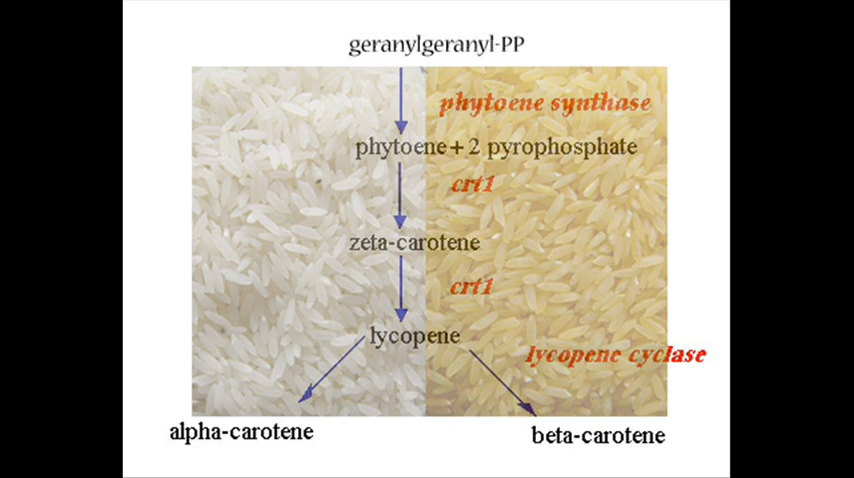 geranylgeranyl-PP
phytoene synthase
phytoene + 2 pyrophosphate
crt1
zeta-carotene
crt1
lycopene
lycopene cyclase
alpha-carotene
beta-carotene